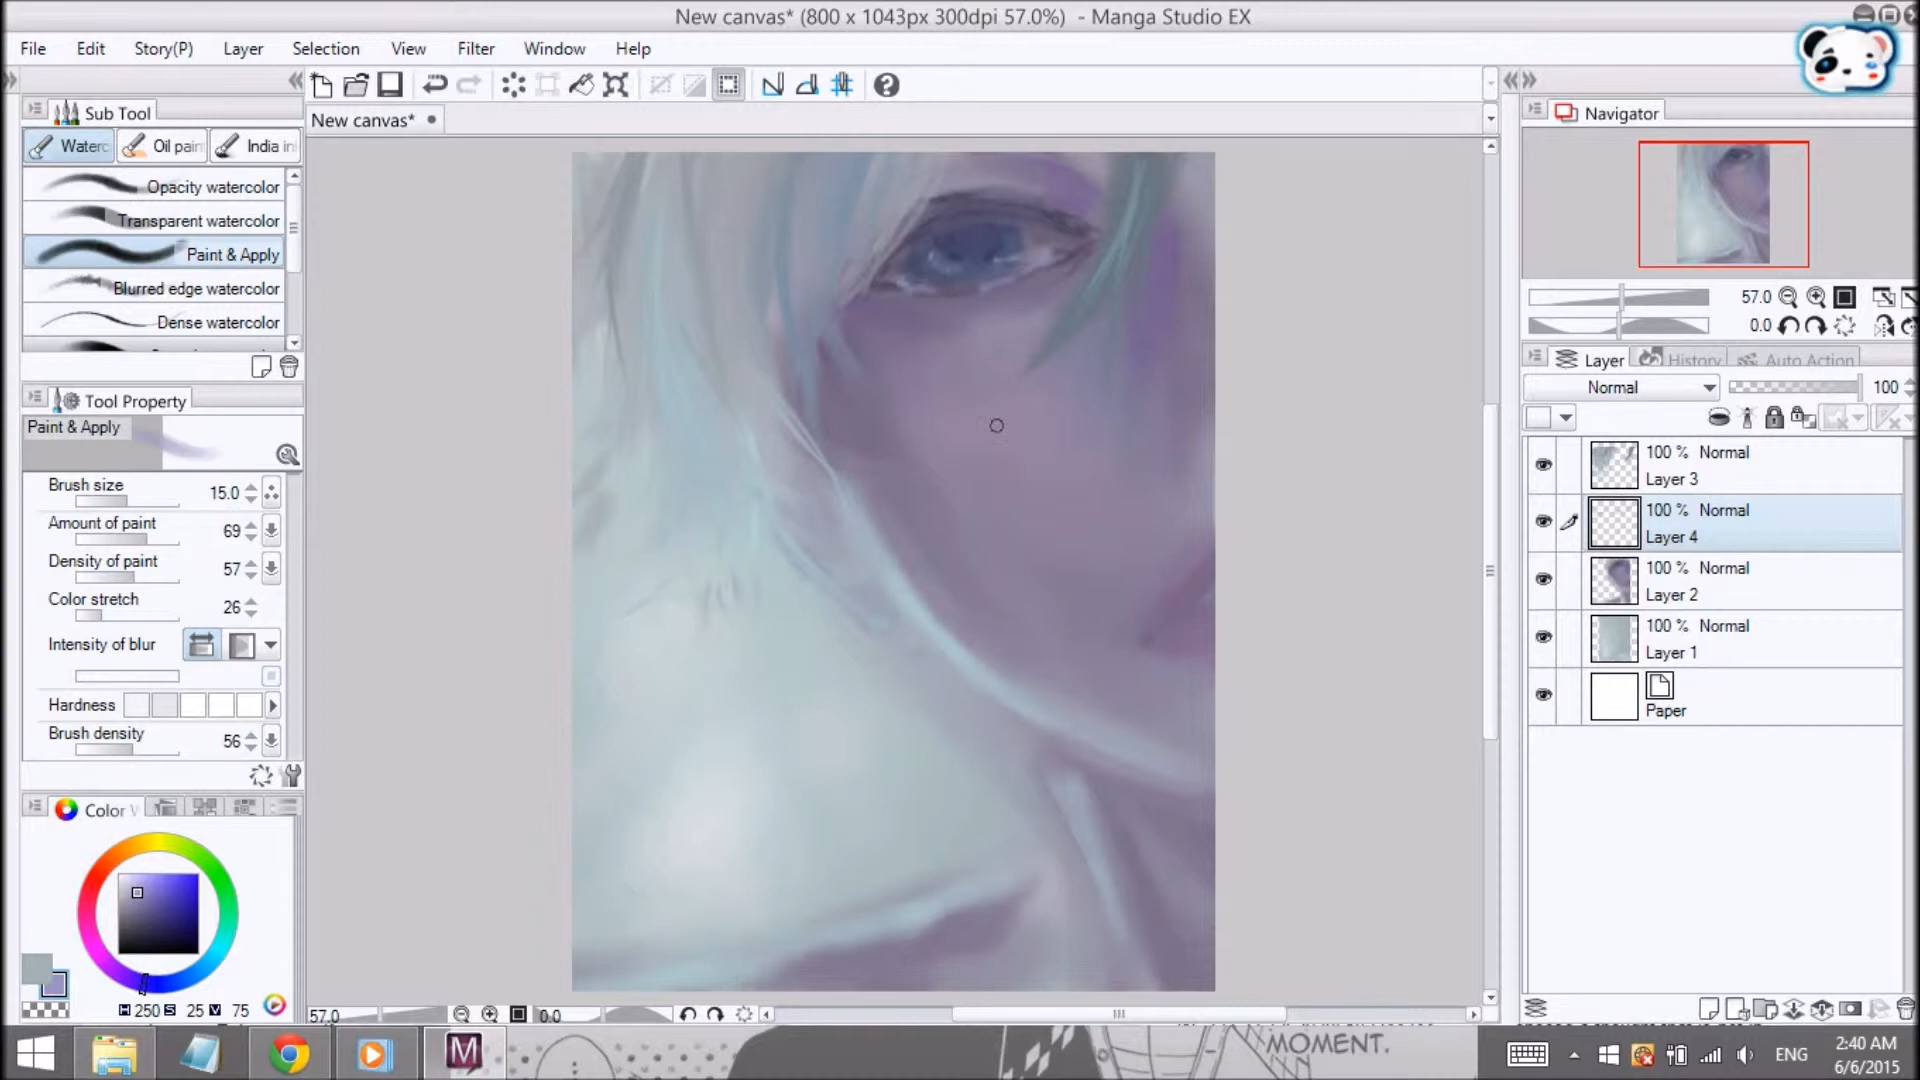 New canvas* (800 x 1043px 300dpi 57.0%) - Manga Studio EX
File Edit Story(P) Layer Selection View Filter Window Help
Sub Tool
New canvas*
Navigator
Waterc Oil pain India in
Opacity watercolor
Transparent watercolor
Paint & Apply
Blurred edge watercolor
Dense watercolor
57.0
0.0
Layer History Auto Action
Normal 100
Tool Property
Paint & Apply
Brush size 15.0
Amount of paint 69
Density of paint 57
Color stretch 26
Intensity of blur
Hardness
Brush density 56
100 % Normal
Layer 3
100 % Normal
Layer 4
100 % Normal
Layer 2
100 % Normal
Layer 1
Paper
Color
H 250 S 25 V 75
57.0 0.0
MOMENT.
ENG
2:40 AM
6/6/2015